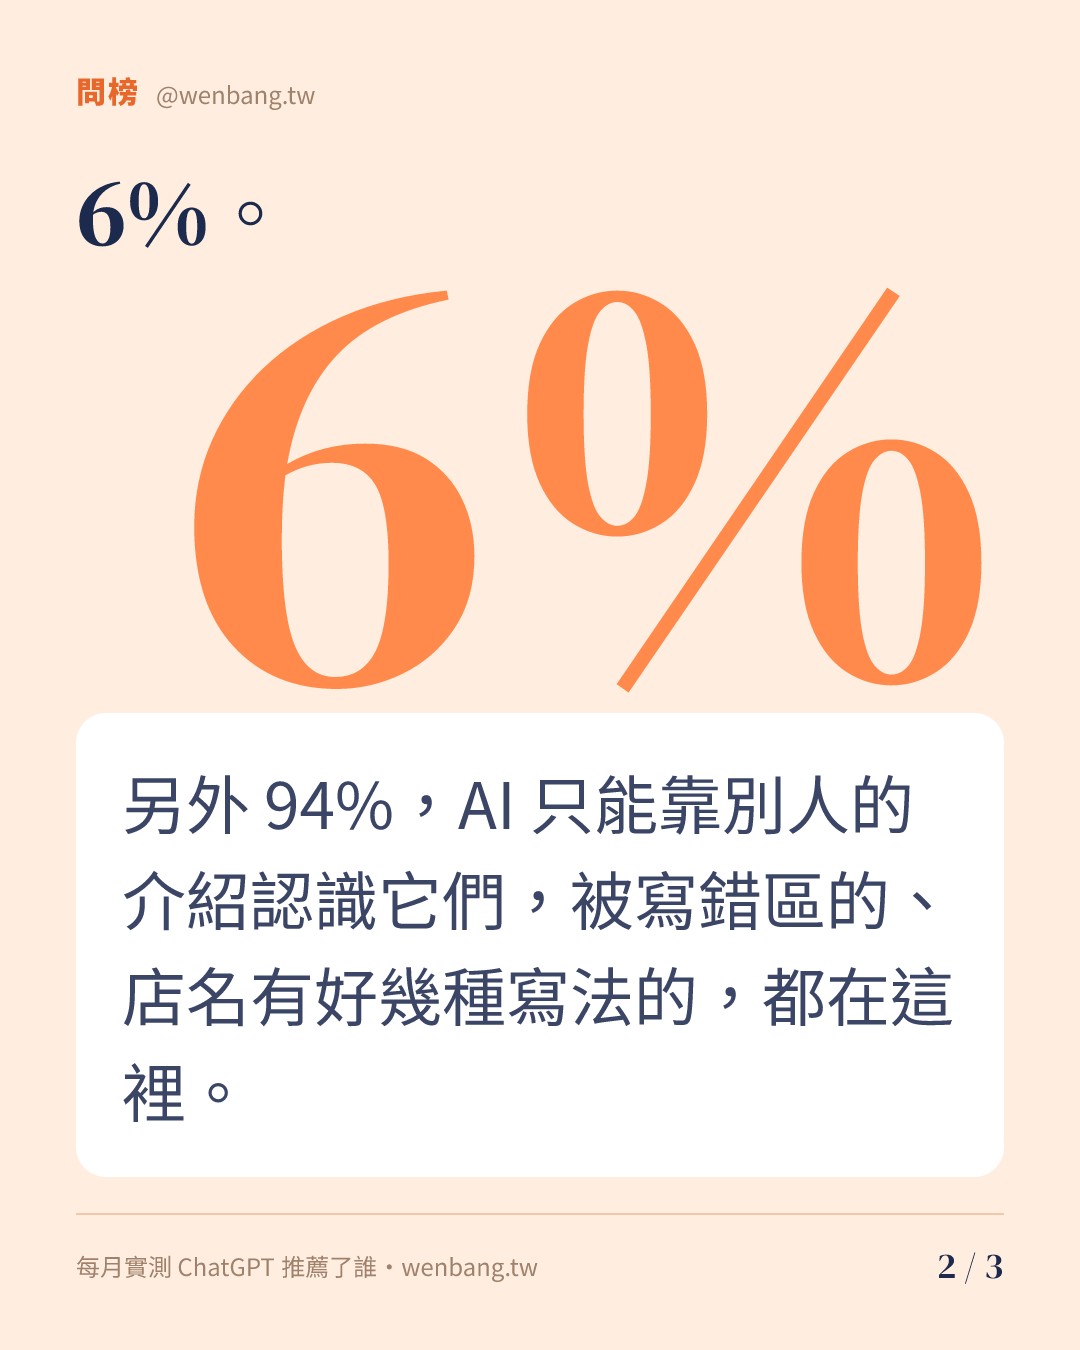 問榜 @wenbang.tw
6%。
6%
另外 94%，AI 只能靠別人的
介紹認識它們，被寫錯區的、
店名有好幾種寫法的，都在這
裡。
每月實測 ChatGPT 推薦了誰・wenbang.tw
2 / 3